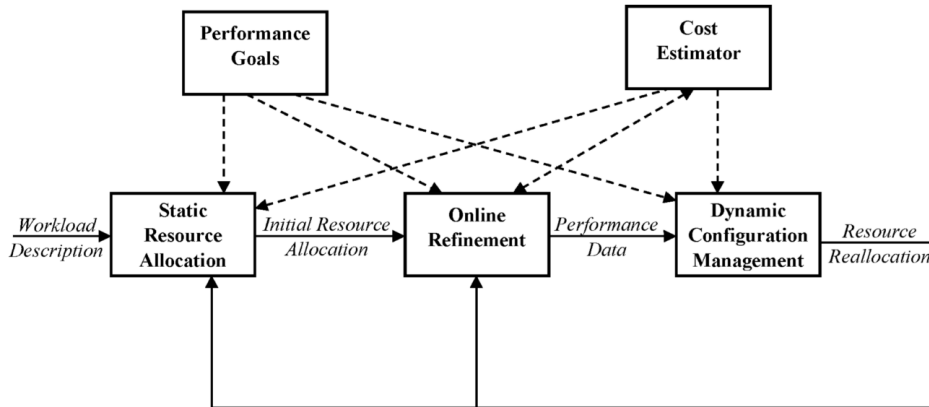 Performance
Goals
Cost
Estimator
Workload
Description
Static
Resource
Allocation
Initial Resource
Allocation
Online
Refinement
Performance
Data
Dynamic
Configuration
Management
Resource
Reallocation